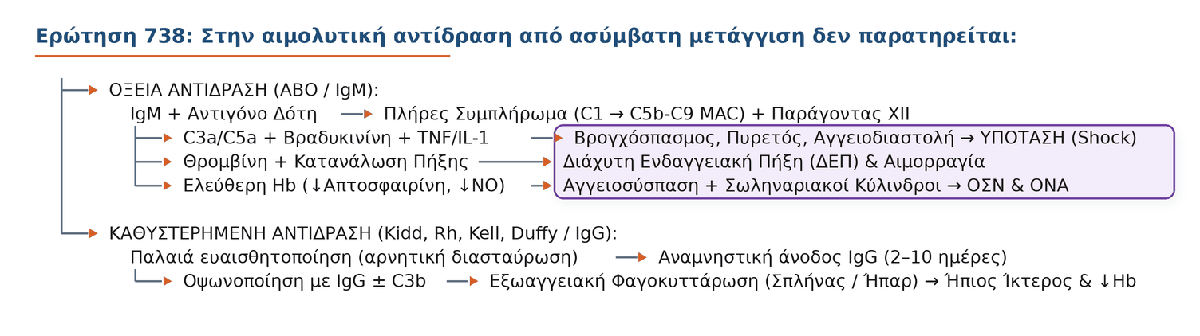 Ερώτηση 738: Στην αιμολυτική αντίδραση από ασύμβατη μετάγγιση δεν παρατηρείται:
ΟΞΕΙΑ ΑΝΤΙΔΡΑΣΗ (ABO / IgM):
IgM + Αντιγόνο Δότη → Πλήρες Συμπλήρωμα (C1 → C5b-C9 MAC) + Παράγοντας XII
C3a/C5a + Βραδυκινίνη + TNF/IL-1 → Βρογχόσπασμος, Πυρετός, Αγγειοδιαστολή → ΥΠΟΤΑΣΗ (Shock)
Θρομβίνη + Κατανάλωση Πήξης → Διάχυτη Ενδαγγειακή Πήξη (ΔΕΠ) & Αιμορραγία
Ελεύθερη Hb (↓Απτοσφαιρίνη, ↓NO) → Αγγειοσύσπαση + Σωληναριακοί Κύλινδροι → ΟΣΝ & ΟΝΑ
ΚΑΘΥΣΤΕΡΗΜΕΝΗ ΑΝΤΙΔΡΑΣΗ (Kidd, Rh, Kell, Duffy / IgG):
Παλαιά ευαισθητοποίηση (αρνητική διασταύρωση) → Αναμνηστική άνοδος IgG (2–10 ημέρες)
Οψωνοποίηση με IgG ± C3b → Εξωαγγειακή Φαγοκυττάρωση (Σπλήνας / Ήπαρ) → Ήπιος Ίκτερος & ↓Hb